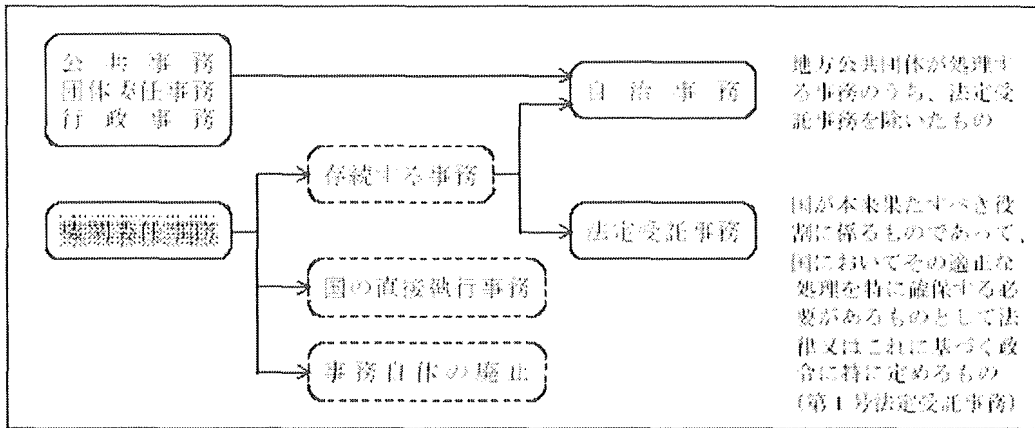 公共事務
団体委任事務
行政事務
自治事務
地方公共団体が処理す
る事務のうち、法定受
託事務を除いたもの
存続する事務
機関委任事務
法定受託事務
国が本来果たすべき役
割に係るものであって、
国においてその適正な
処理を特に確保する必
要があるものとして法
律又はこれに基づく政
令に特に定めるもの
(第1号法定受託事務)
国の直接執行事務
事務自体の廃止